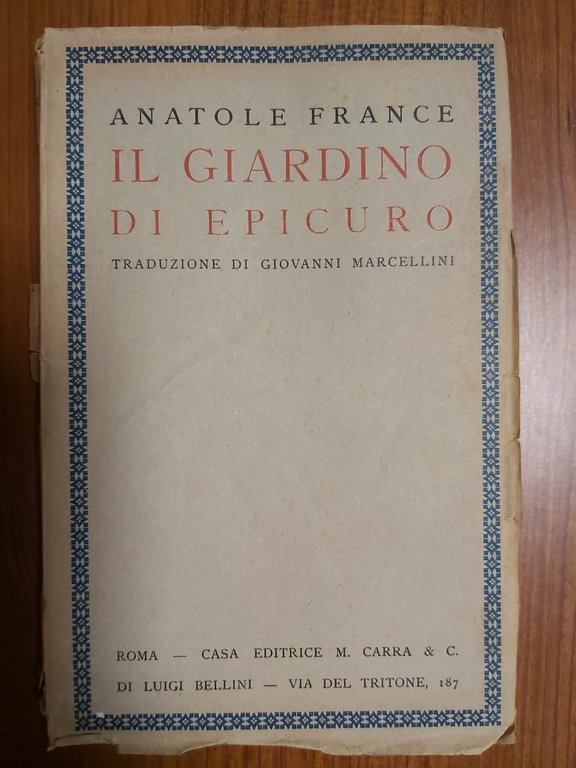 ANATOLE FRANCE
IL GIARDINO
DI EPICURO
TRADUZIONE DI GIOVANNI MARCELLINI
ROMA — CASA EDITRICE M. CARRA & C.
DI LUIGI BELLINI — VIA DEL TRITONE, 187